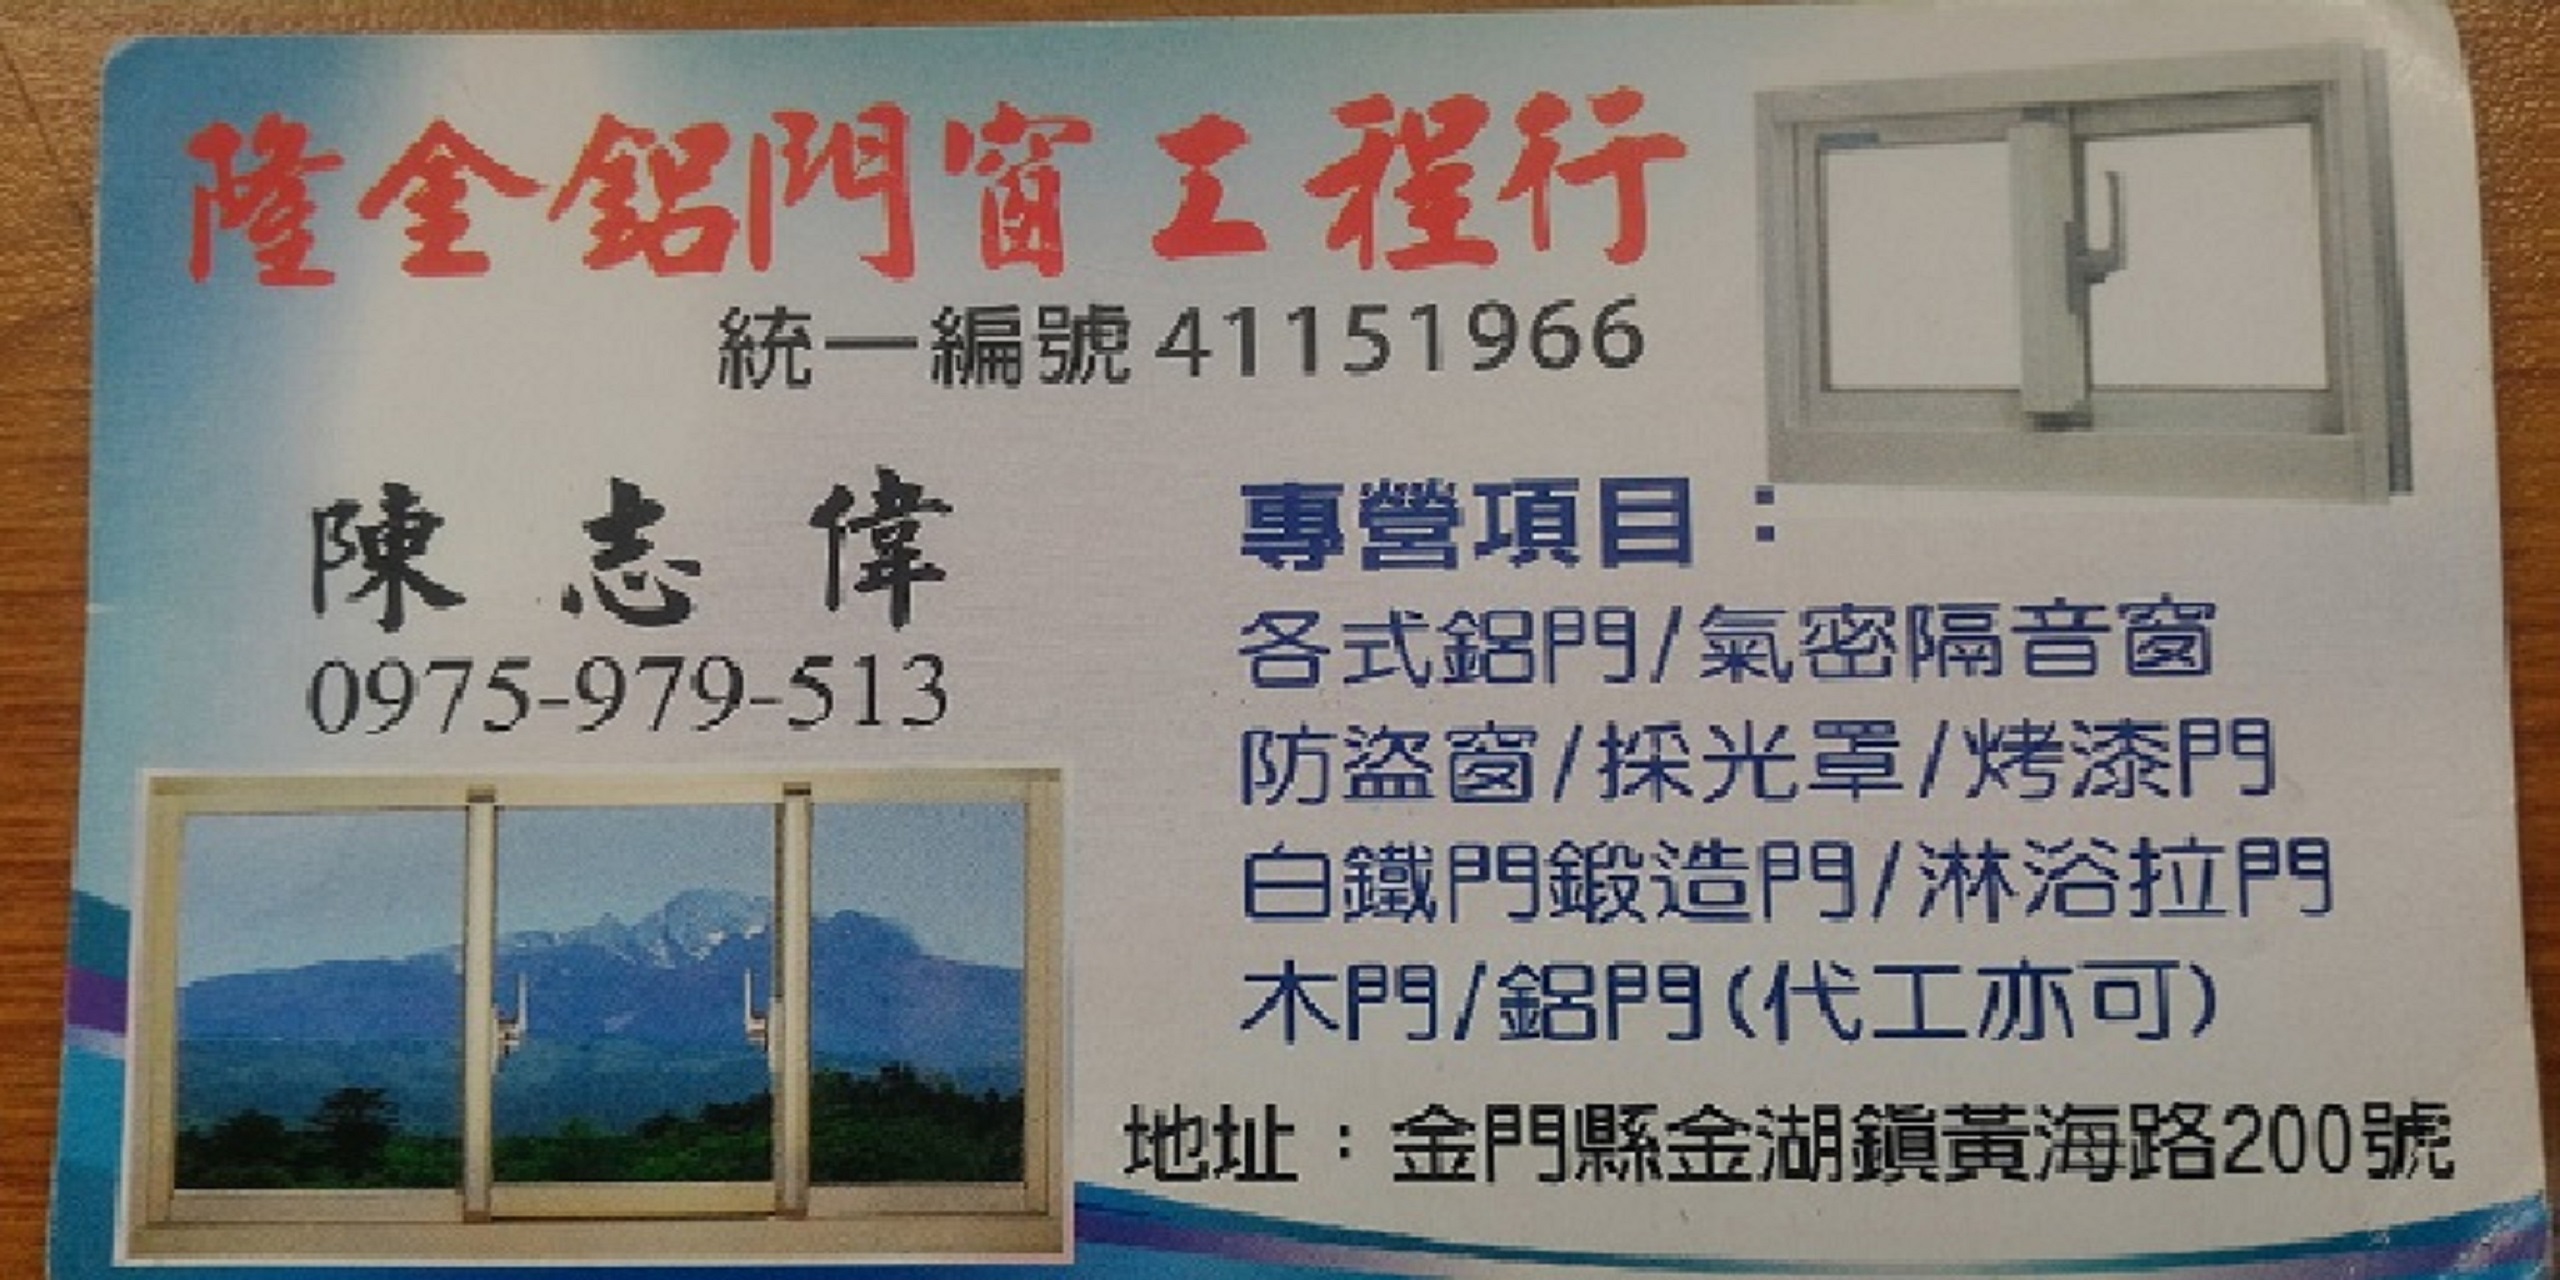 隆全鋁門窗工程行
統一編號 41151966
陳志偉
0975-979-513
專營項目：
各式鋁門/氣密隔音窗
防盜窗/採光罩/烤漆門
白鐵門鍛造門/淋浴拉門
木門/鋁門(代工亦可)
地址：金門縣金湖鎮黃海路200號